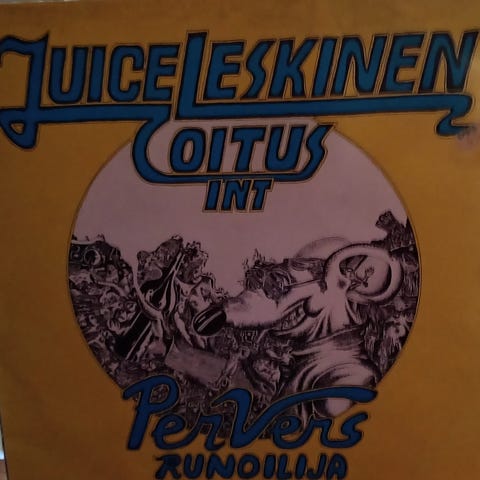 JUICE LESKINEN
COITUS
INT
PerVers
RUNOILIJA